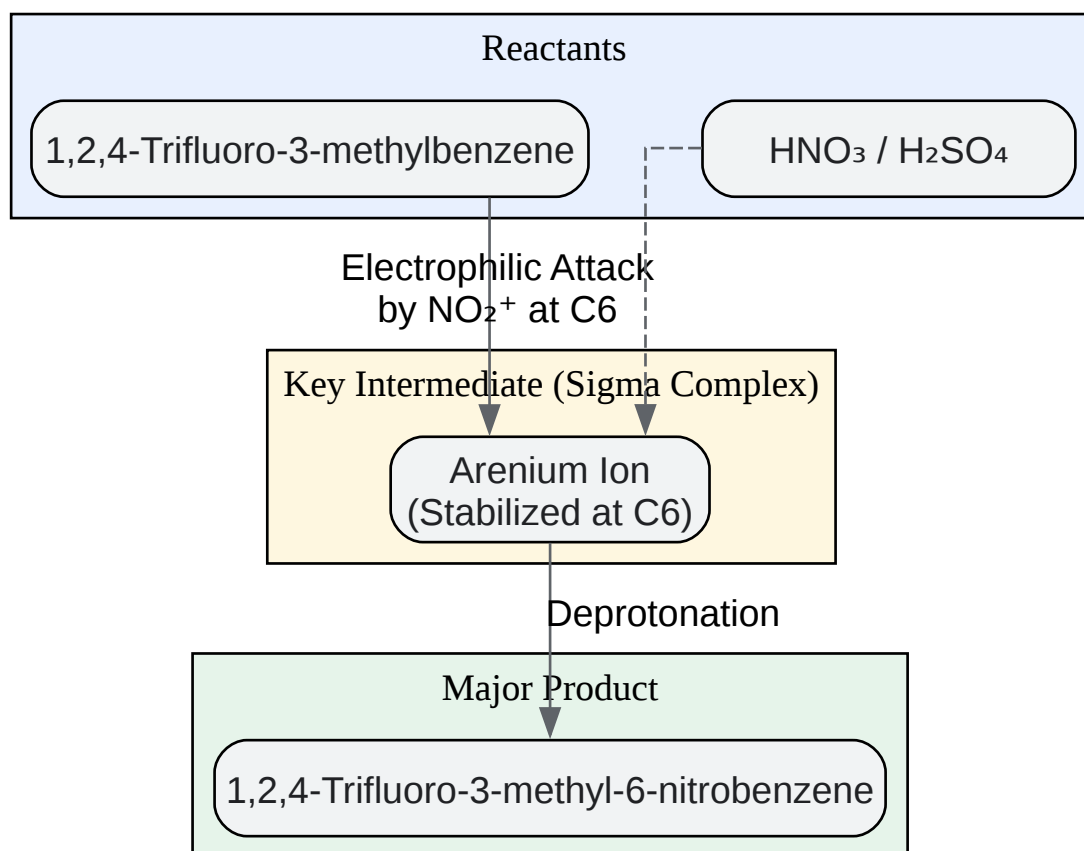 Reactants
1,2,4-Trifluoro-3-methylbenzene
HNO₃ / H₂SO₄
Electrophilic Attack
by NO₂⁺ at C6
Key Intermediate (Sigma Complex)
Arenium Ion
(Stabilized at C6)
Deprotonation
Major Product
1,2,4-Trifluoro-3-methyl-6-nitrobenzene